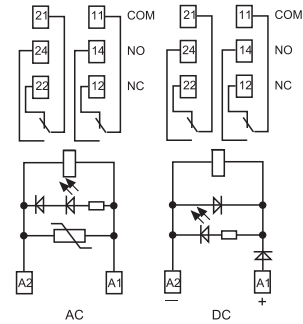 21 11 COM 21 11 COM
24 14 NO 24 14 NO
22 12 NC 22 12 NC
A2 A1 A2 A1
— +
AC DC